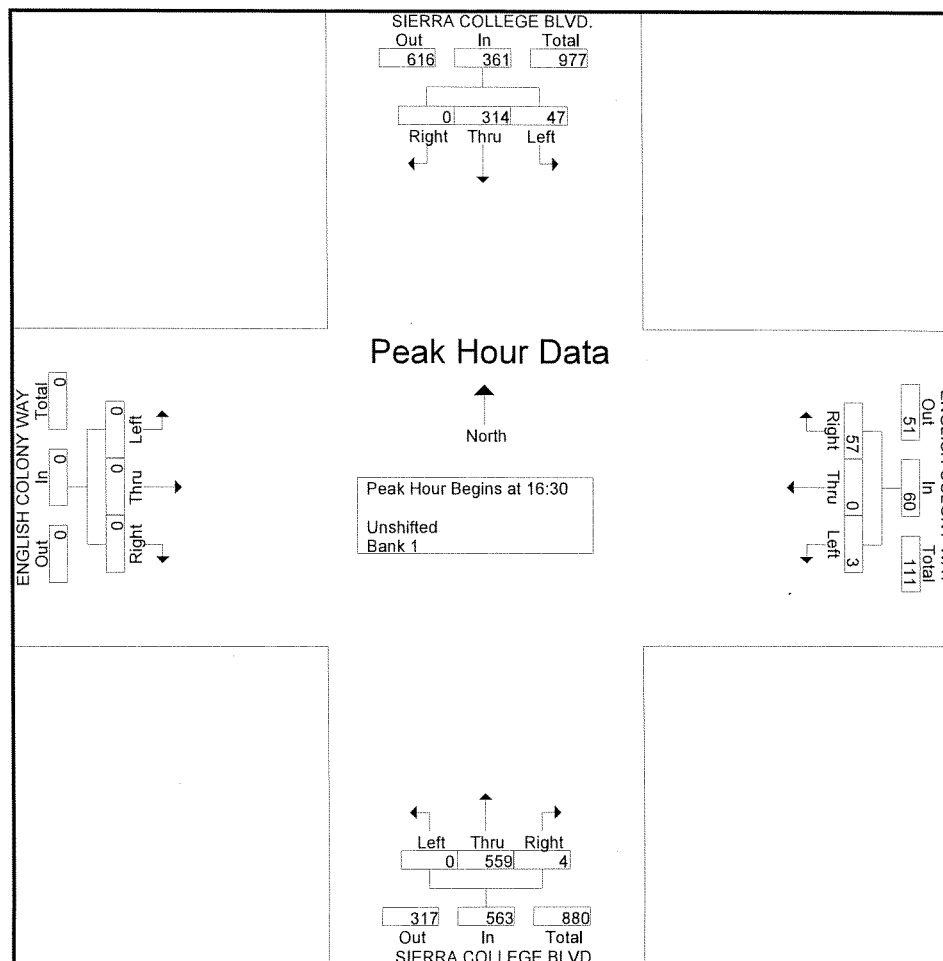 SIERRA COLLEGE BLVD.
Out In Total
616 361 977
0 314 47
Right Thru Left
Peak Hour Data
North
Peak Hour Begins at 16:30
Unshifted
Bank 1
ENGLISH COLONY WAY
Total In Out
0 0 0
0 0 0
Left Thru Right
Right Thru Left
57 0 3
51 60 111
Out In Total
ENGLISH COLONY WAY
Left Thru Right
0 559 4
317 563 880
Out In Total
SIERRA COLLEGE BLVD.